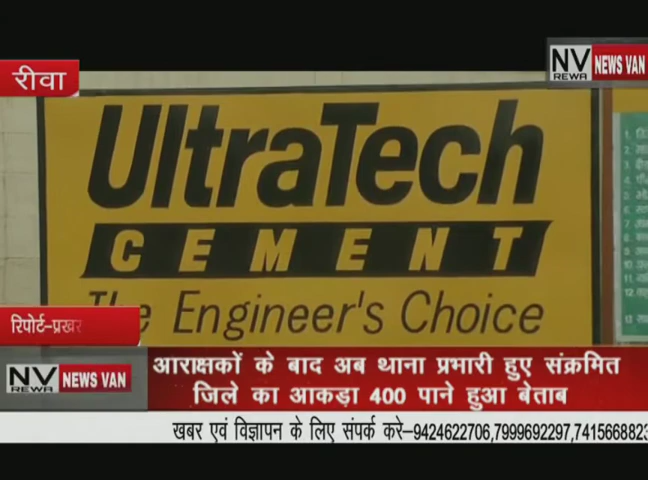 रीवा
NV
REWA
NEWS VAN
UltraTech
CEMENT
The Engineer's Choice
रिपोर्ट-प्रखर
NV
REWA
NEWS VAN
आराक्षकों के बाद अब थाना प्रभारी हुए संक्रमित
जिले का आकड़ा 400 पाने हुआ बेताब
खबर एवं विज्ञापन के लिए संपर्क करे–9424622706,7999692297,7415668823